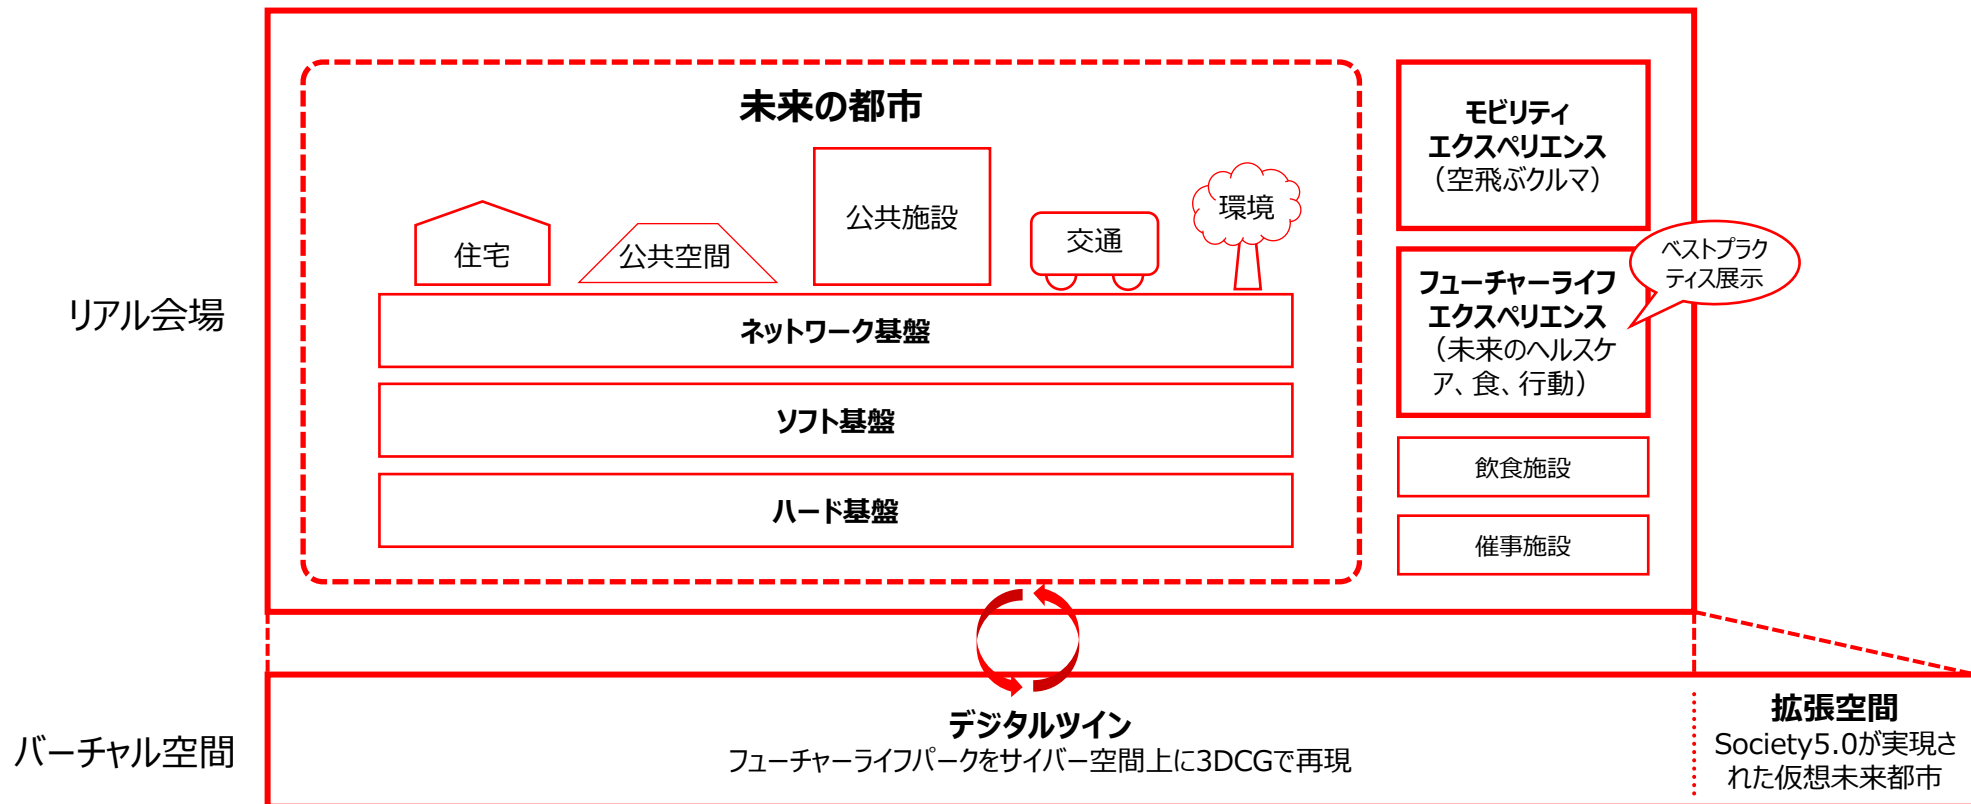 未来の都市
住宅
公共空間
公共施設
交通
環境
ネットワーク基盤
ソフト基盤
ハード基盤
モビリティ
エクスペリエンス
（空飛ぶクルマ）
ベストプラク
ティス展示
フューチャーライフ
エクスペリエンス
（未来のヘルスケ
ア、食、行動）
飲食施設
催事施設
リアル会場
バーチャル空間
デジタルツイン
フューチャーライフパークをサイバー空間上に3DCGで再現
拡張空間
Society5.0が実現さ
れた仮想未来都市